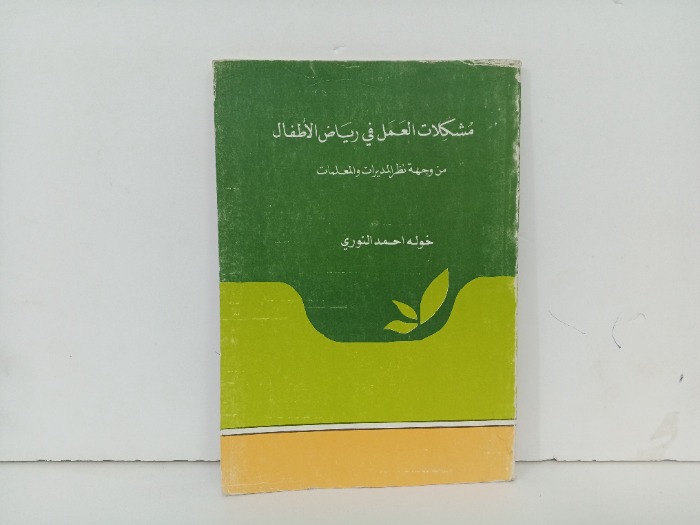 مشكلات العمل في رياض الأطفال
من وجهة نظر المديرات والمعلمات
خوله احمد النوري